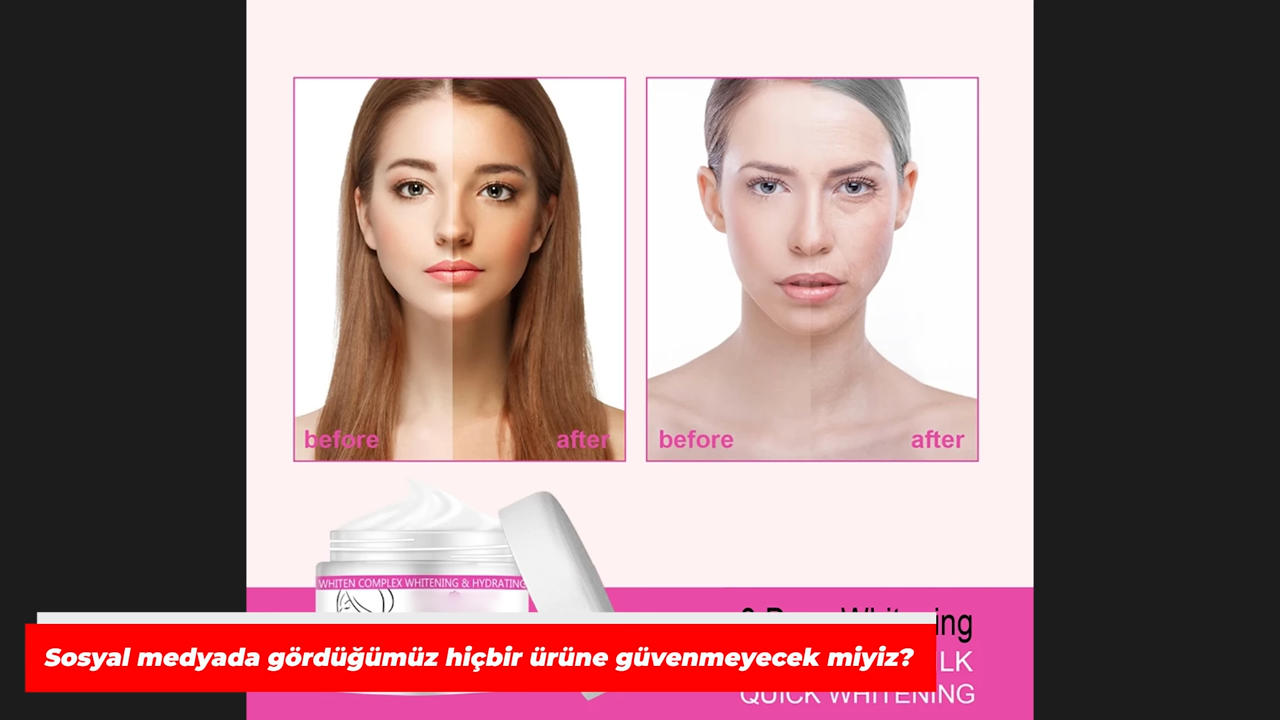 before
after
before
after
WHITEN COMPLEX WHITENING & HYDRATING
Sosyal medyada gördüğümüz hiçbir ürüne güvenmeyecek miyiz?
QUICK WHITENING